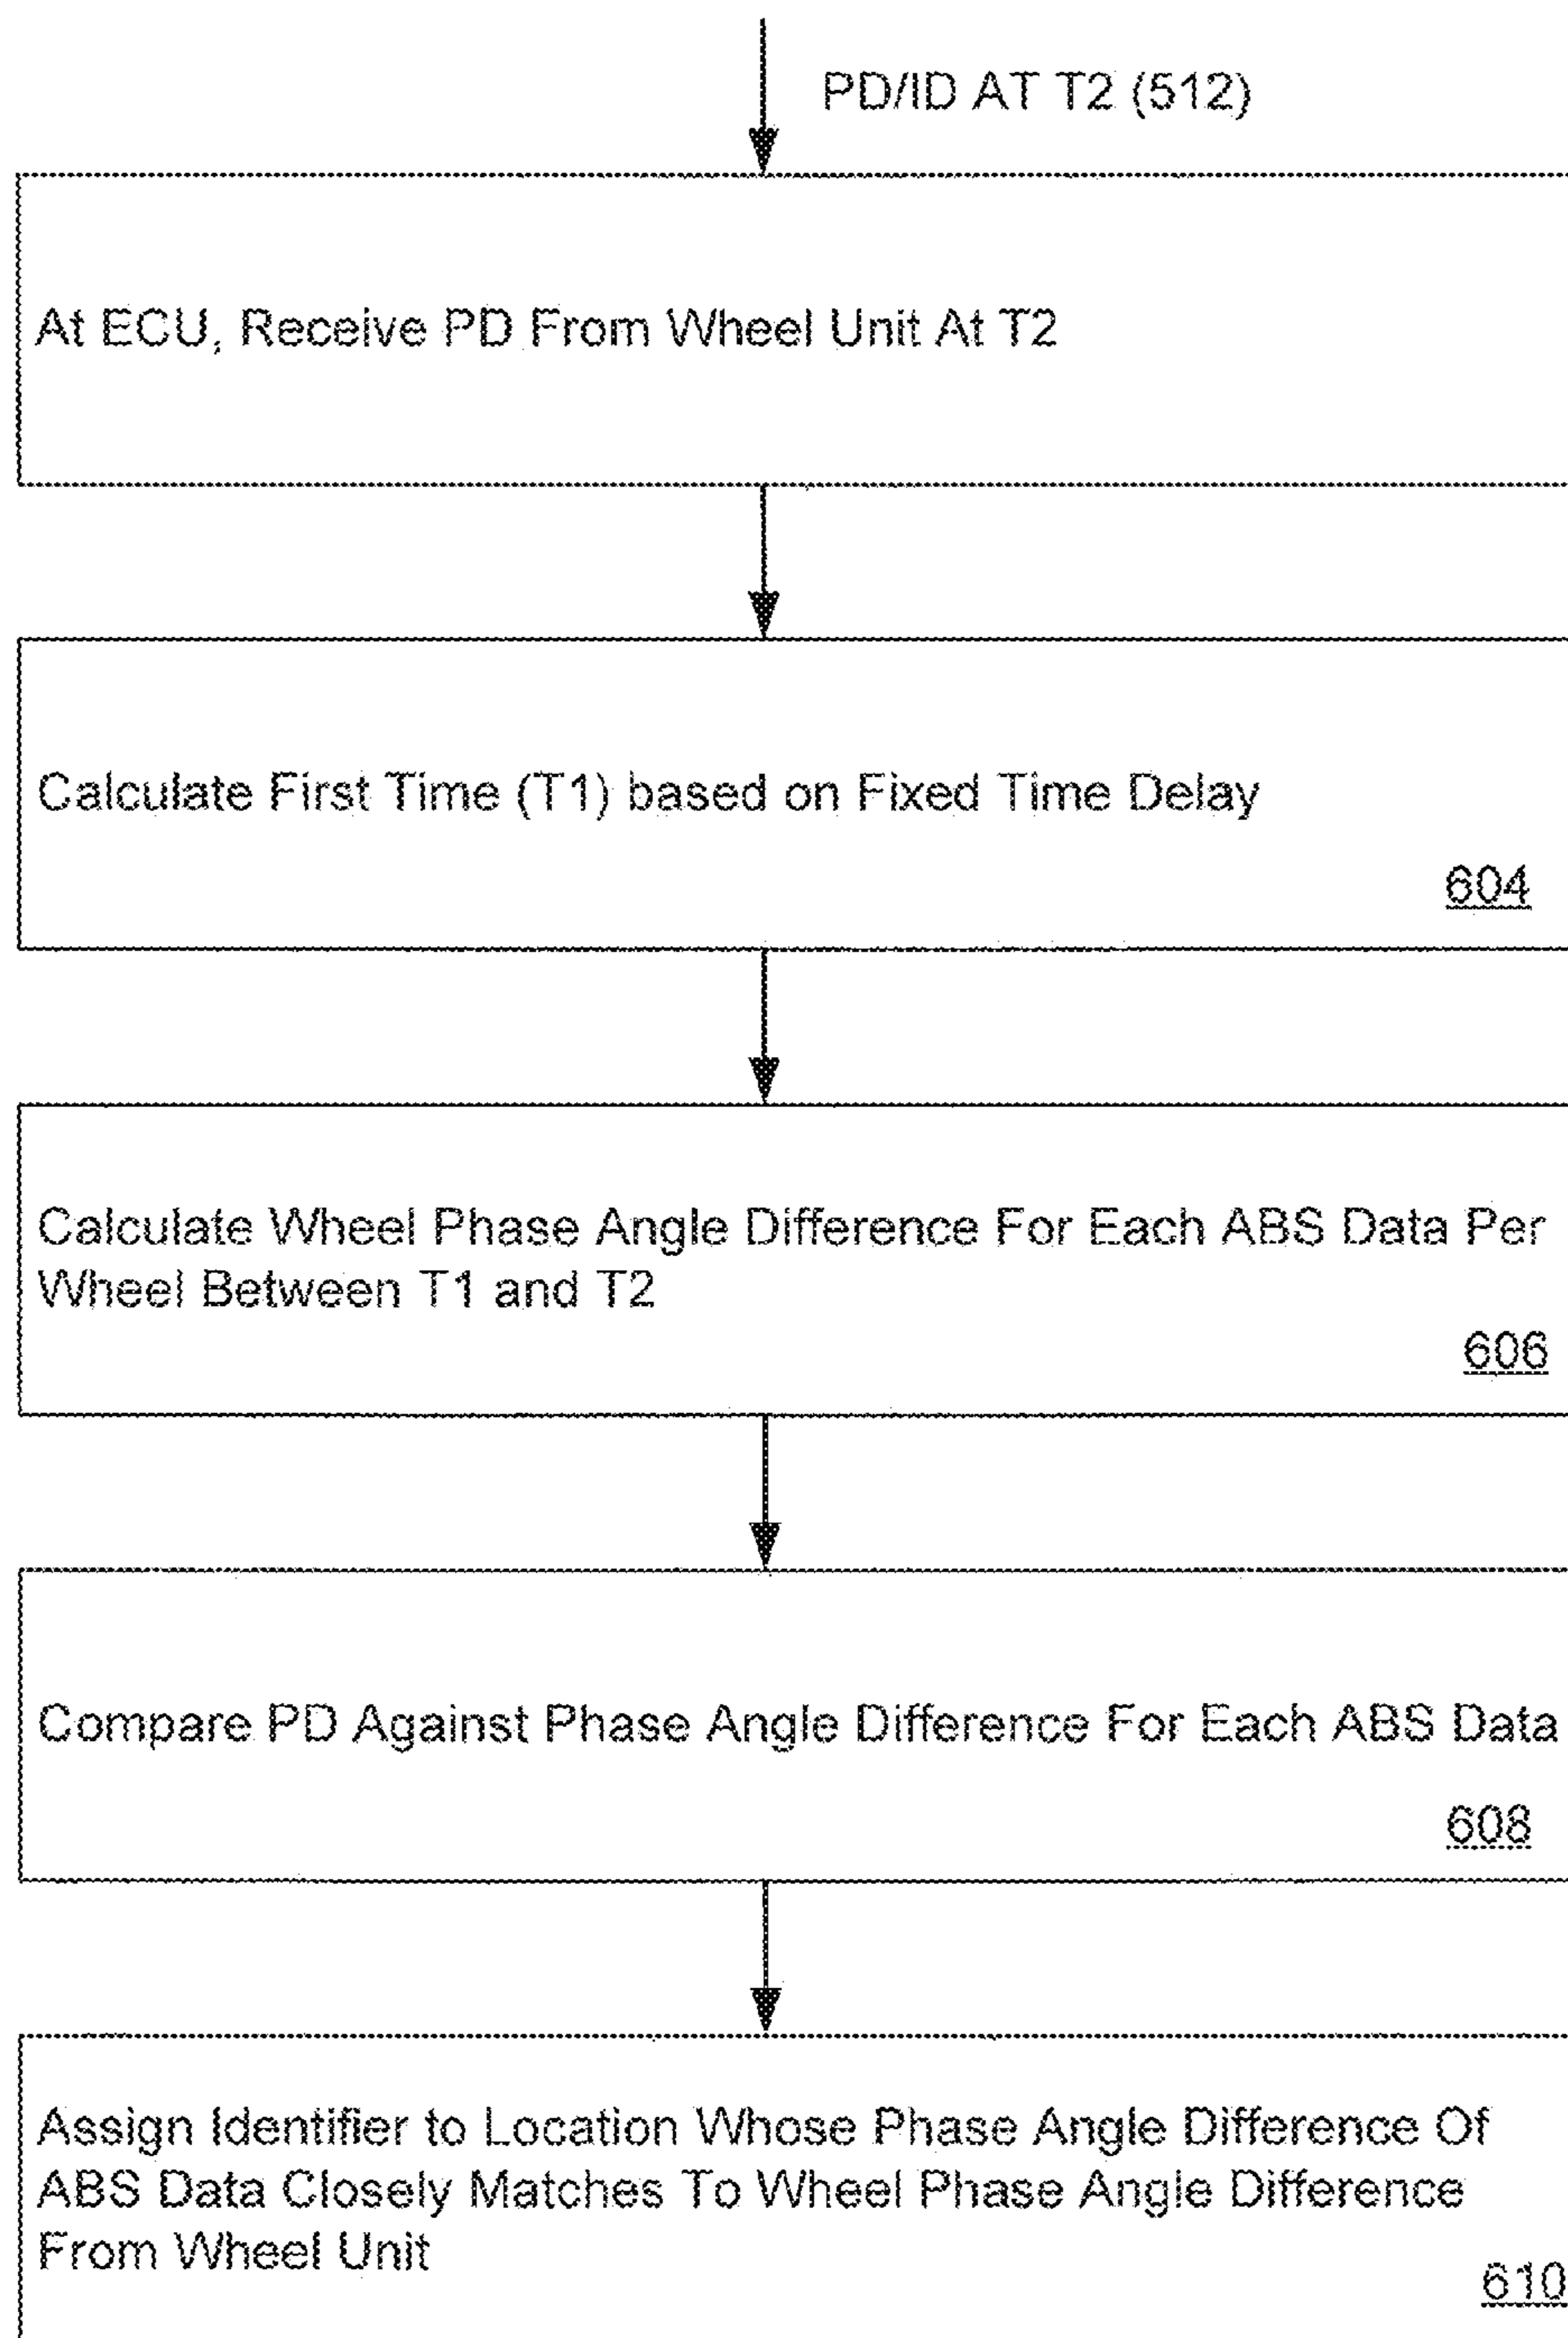 PD/ID AT T2 (512)
At ECU, Receive PD From Wheel Unit At T2
Calculate First Time (T1) based on Fixed Time Delay
604
Calculate Wheel Phase Angle Difference For Each ABS Data Per
Wheel Between T1 and T2
606
Compare PD Against Phase Angle Difference For Each ABS Data
608
Assign Identifier to Location Whose Phase Angle Difference Of
ABS Data Closely Matches To Wheel Phase Angle Difference
From Wheel Unit
610